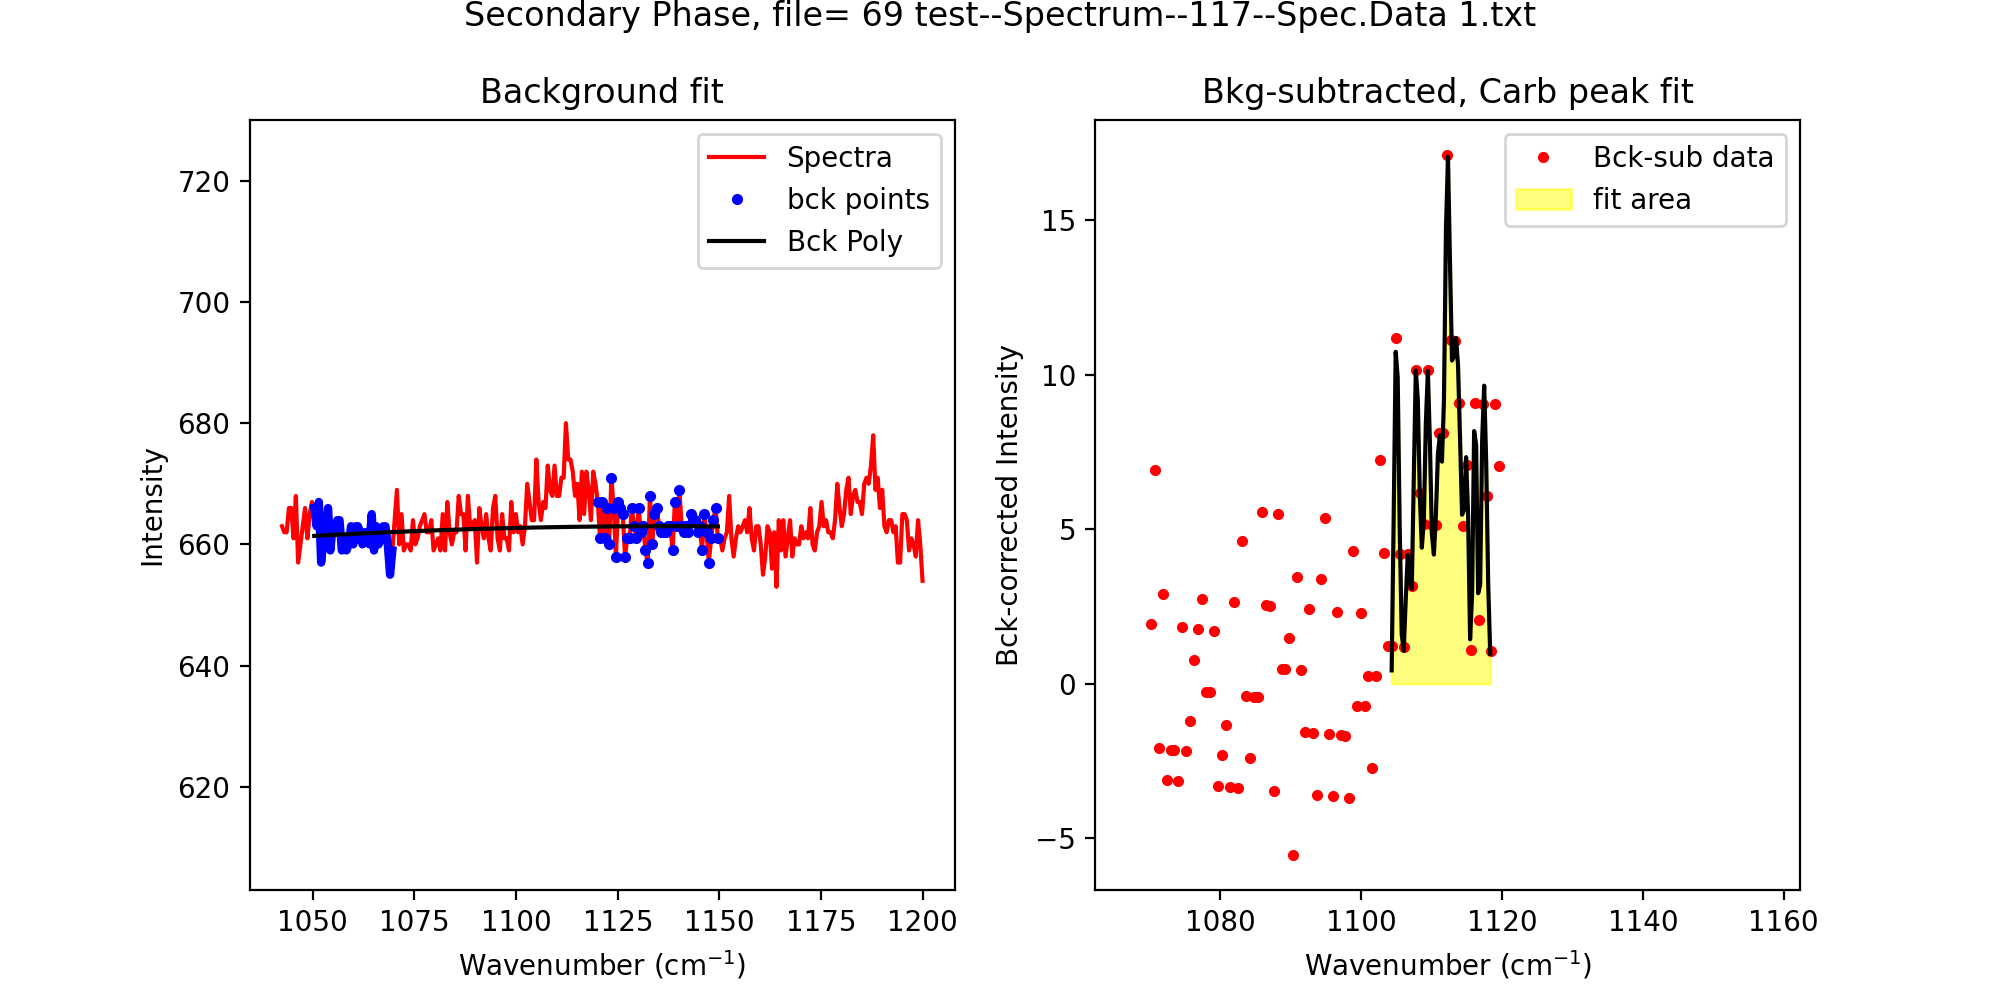 Secondary Phase, file= 69 test--Spectrum--117--Spec.Data 1.txt
Background fit
Spectra
bck points
Bck Poly
720
700
680
660
640
620
Intensity
1050 1075 1100 1125 1150 1175 1200
Wavenumber (cm⁻¹)
Bkg-subtracted, Carb peak fit
Bck-sub data
fit area
15
10
5
0
−5
Bck-corrected Intensity
1080 1100 1120 1140 1160
Wavenumber (cm⁻¹)